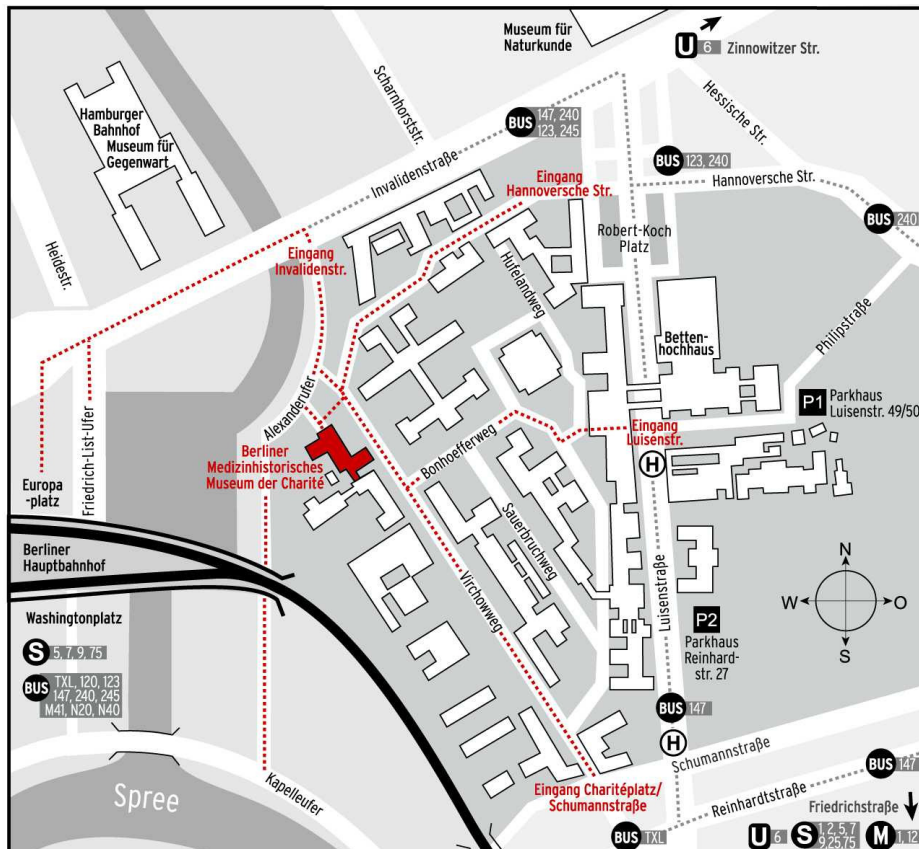 Museum für
Naturkunde
U 6 Zinnowitzer Str.
Scharnhorststr.
Hessische Str.
Hamburger
Bahnhof
Museum für
Gegenwart
BUS 147, 240
123, 245
Invalidenstraße
BUS 123, 240
Hannoversche Str.
Eingang
Hannoversche Str.
BUS 240
Robert-Koch
Platz
Heidestr.
Eingang
Invalidenstr.
Hufelandweg
Philipstraße
Betten-
hochhaus
P1 Parkhaus
Luisenstr. 49/50
Alexanderufer
Friedrich-List-Ufer
Eingang
Luisenstr.
Bonhoefferweg
H
Berliner
Medizinhistorisches
Museum der Charité
Europa
-platz
Sauerbruchweg
Berliner
Hauptbahnhof
Virchowweg
Luisenstraße
N
W O
S
Washingtonplatz
S 5, 7, 9, 75
BUS TXL, 120, 123
147, 240, 245
M41, N20, N40
P2
Parkhaus
Reinhard-
str. 27
BUS 147
H
Schumannstraße
Kapelleufer
Spree
Eingang Charitéplatz/
Schumannstraße
Reinhardtstraße
BUS 147
Friedrichstraße
BUS TXL
U 6
S 1, 2, 5, 7
9,25,75
M 1, 12